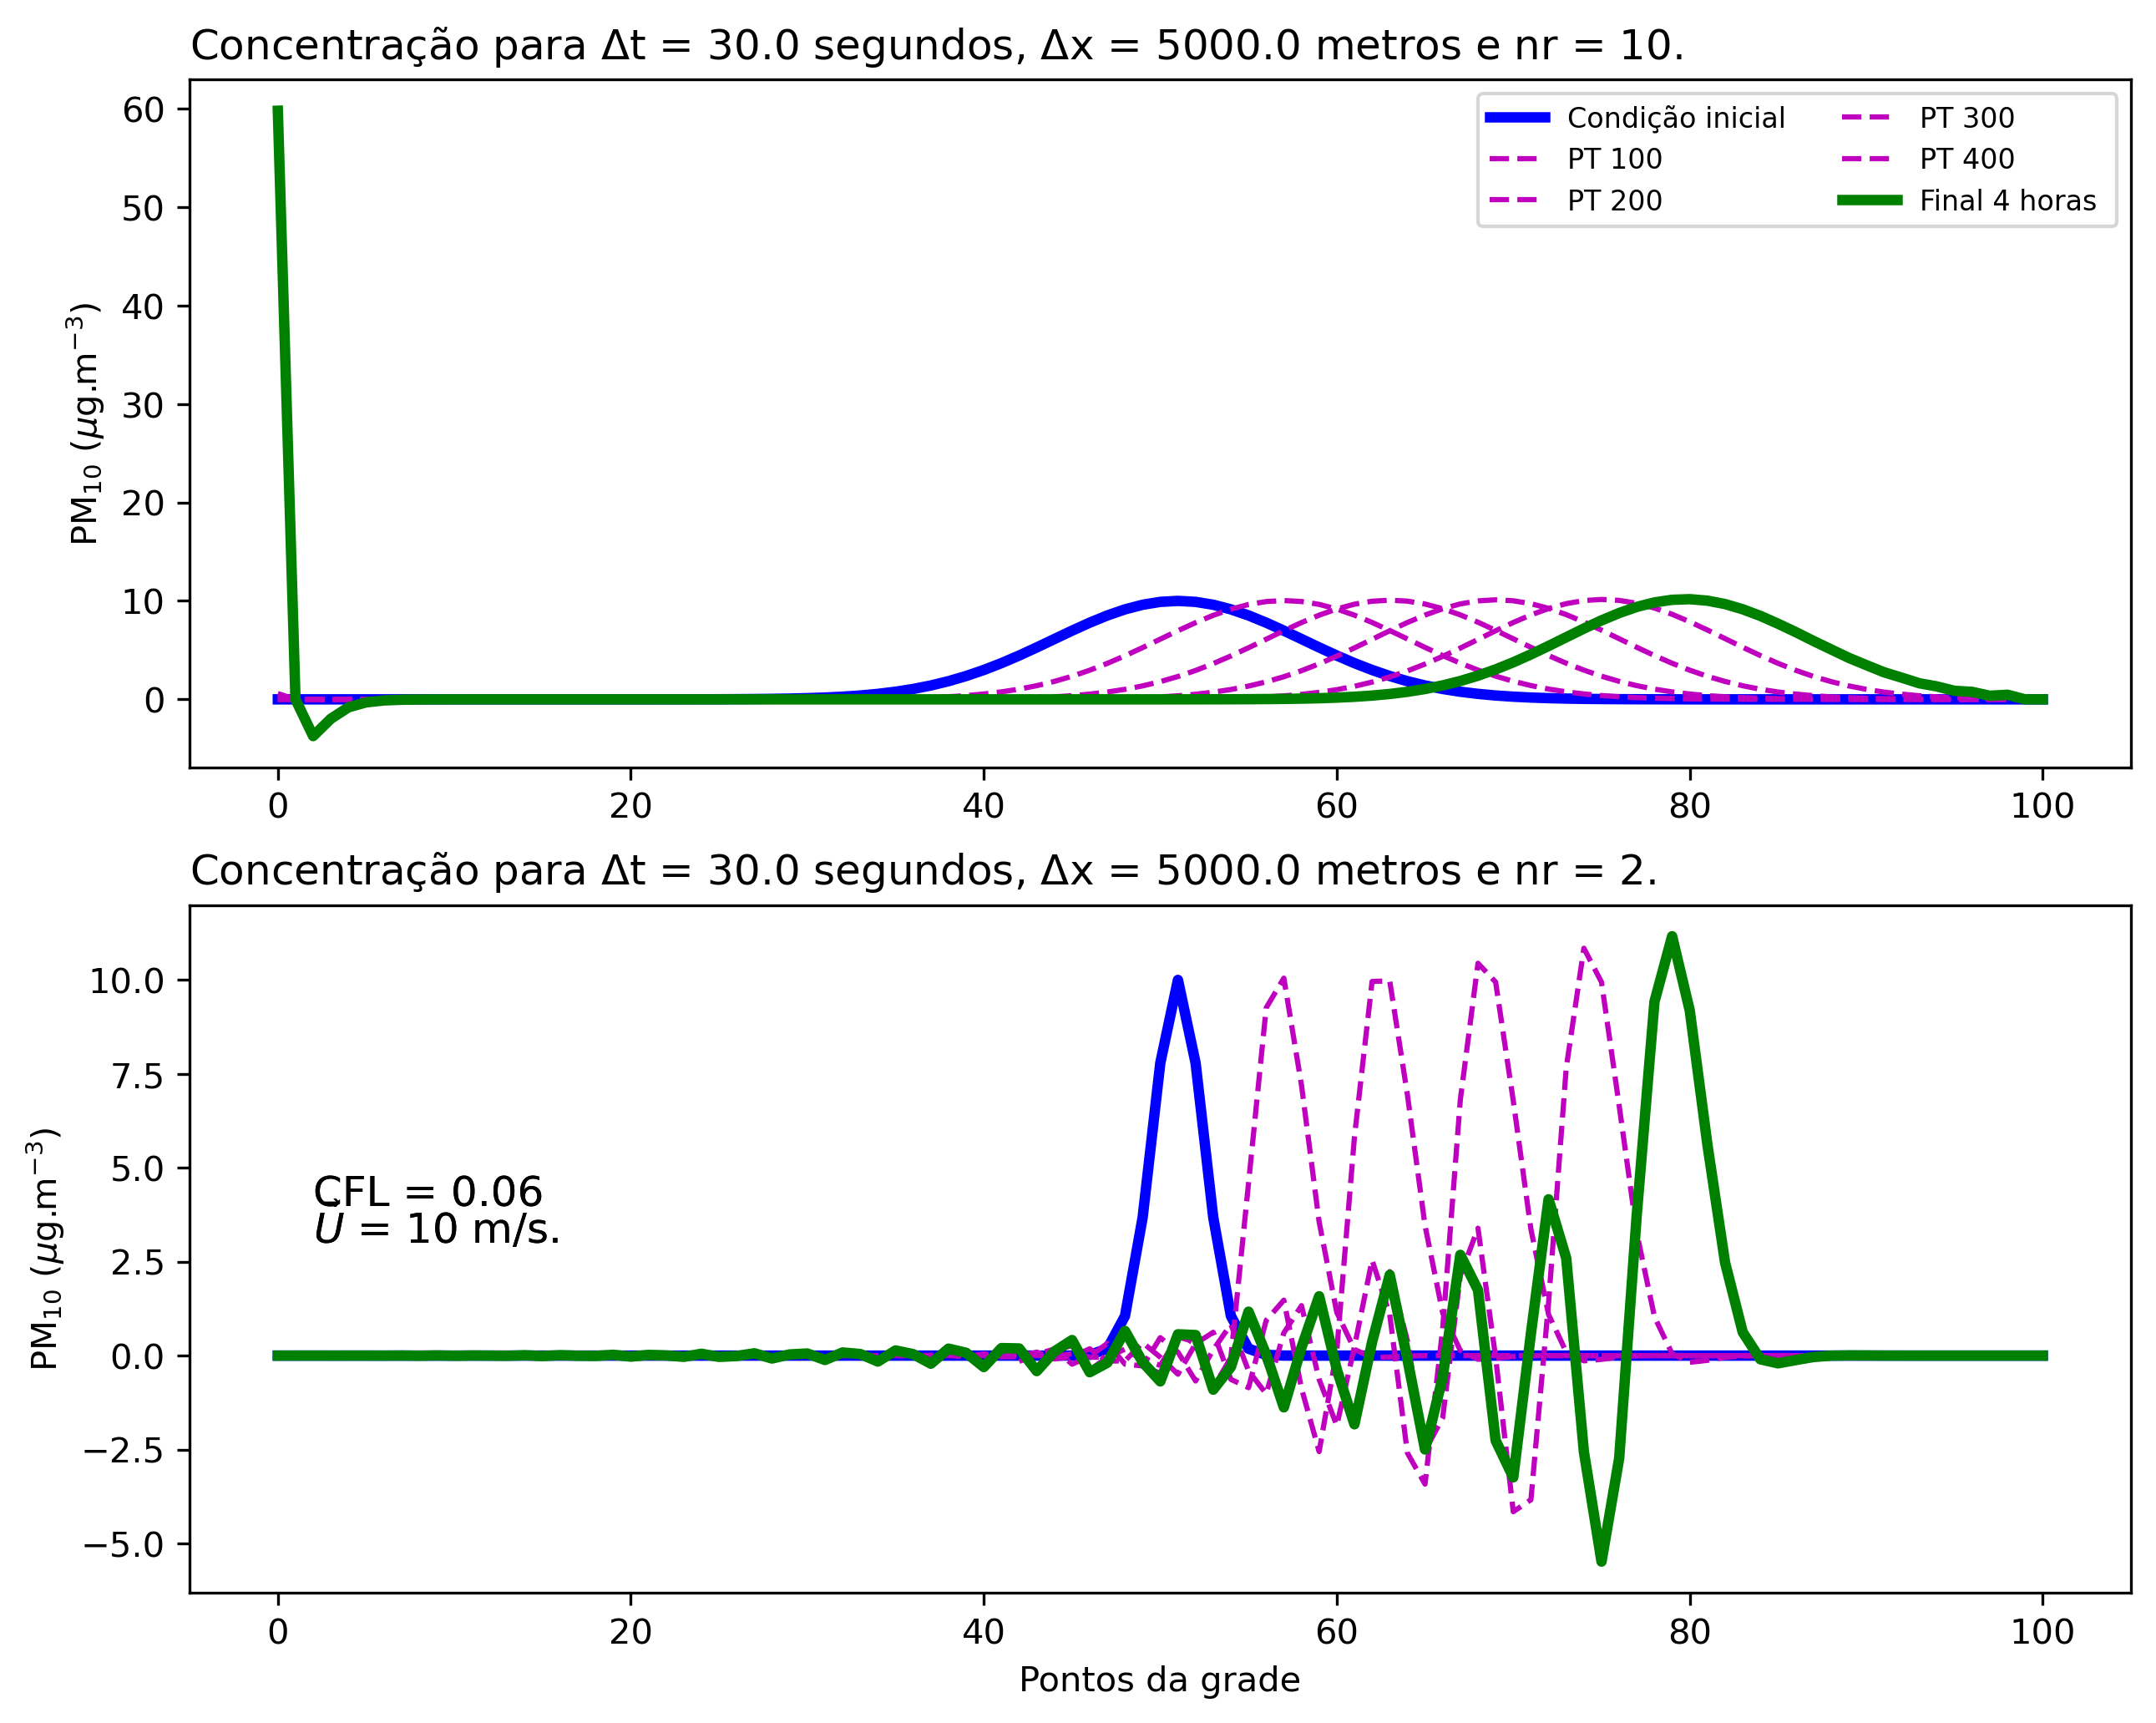 Concentração para Δt = 30.0 segundos, Δx = 5000.0 metros e nr = 10.
60
50
40
30
20
10
0
PM₁₀ (μg.m⁻³)
Condição inicial
PT 100
PT 200
PT 300
PT 400
Final 4 horas
0 20 40 60 80 100
Concentração para Δt = 30.0 segundos, Δx = 5000.0 metros e nr = 2.
10.0
7.5
5.0
2.5
0.0
−2.5
−5.0
PM₁₀ (μg.m⁻³)
CFL = 0.06
U⃗ = 10 m/s.
0 20 40 60 80 100
Pontos da grade